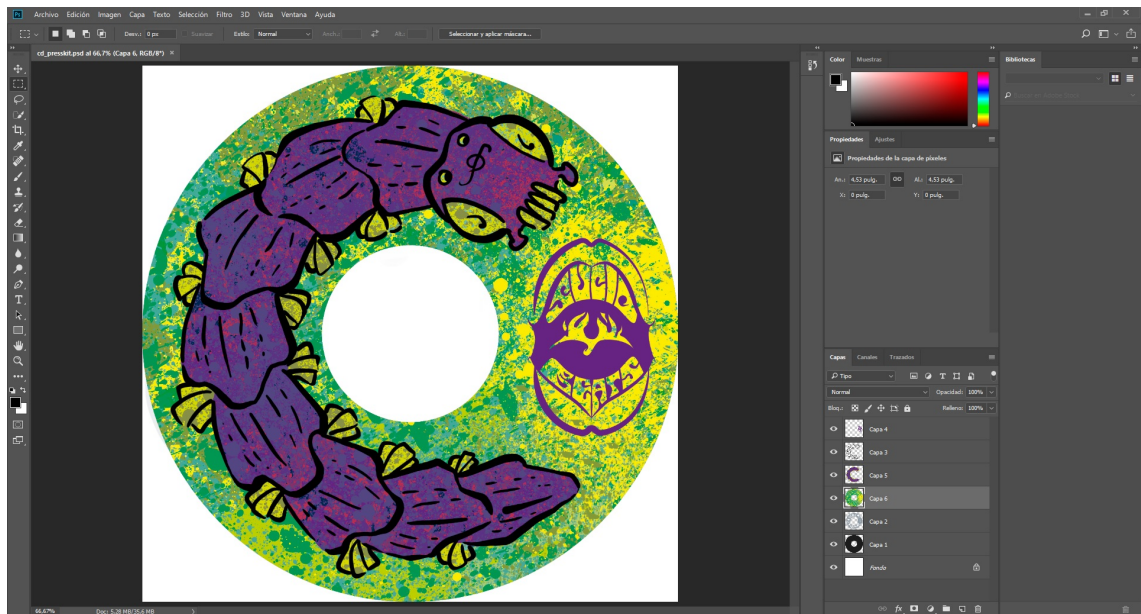 Ps Archivo Edición Imagen Capa Texto Selección Filtro 3D Vista Ventana Ayuda
Desv.: 0 px Suavizar Estilo: Normal Anch.: Alt.: Seleccionar y aplicar máscara...
cd_presskit.psd al 66,7% (Capa 6, RGB/8*) ×
Color Muestras
Bibliotecas
Propiedades Ajustes
Propiedades de la capa de píxeles
An.: 4,53 pulg. Al.: 4,53 pulg.
X: 0 pulg. Y: 0 pulg.
Capas Canales Trazados
Tipo
Normal Opacidad: 100%
Bloq.: Relleno: 100%
Capa 4
Capa 3
Capa 5
Capa 6
Capa 2
Capa 1
Fondo
66,67% Doc: 5,28 MB/35,6 MB